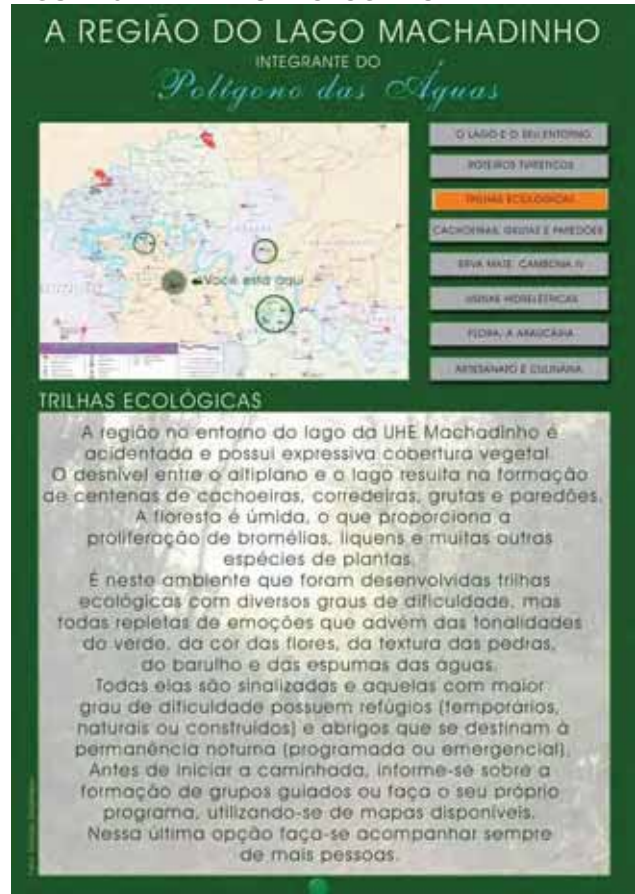 A REGIÃO DO LAGO MACHADINHO
INTEGRANTE DO
Polígono das Águas
O LAGO E O SEU ENTORNO
ROTEIROS TURÍSTICOS
TRILHAS ECOLÓGICAS
CACHOEIRAS, GRUTAS E PAREDÕES
ERVA MATE, CAMBONA IV
USINAS HIDRELÉTRICAS
FLORA, A ARAUCÁRIA
ARTESANATO E CULINÁRIA
Você está aqui
TRILHAS ECOLÓGICAS
A região no entorno do lago da UHE Machadinho é
acidentada e possui expressiva cobertura vegetal.
O desnível entre o altiplano e o lago resulta na formação
de centenas de cachoeiras, corredeiras, grutas e paredões.
A floresta é úmida, o que proporciona a
proliferação de bromélias, liquens e muitas outras
espécies de plantas.
É neste ambiente que foram desenvolvidas trilhas
ecológicas com diversos graus de dificuldade, mas
todas repletas de emoções que advém das tonalidades
do verde, da cor das flores, da textura das pedras,
do barulho e das espumas das águas.
Todas elas são sinalizadas e aquelas com maior
grau de dificuldade possuem refúgios (temporários,
naturais ou construídos) e abrigos que se destinam à
permanência noturna (programada ou emergencial).
Antes de iniciar a caminhada, informe-se sobre a
formação de grupos guiados ou faça o seu próprio
programa, utilizando-se de mapas disponíveis.
Nessa última opção faça-se acompanhar sempre
de mais pessoas.